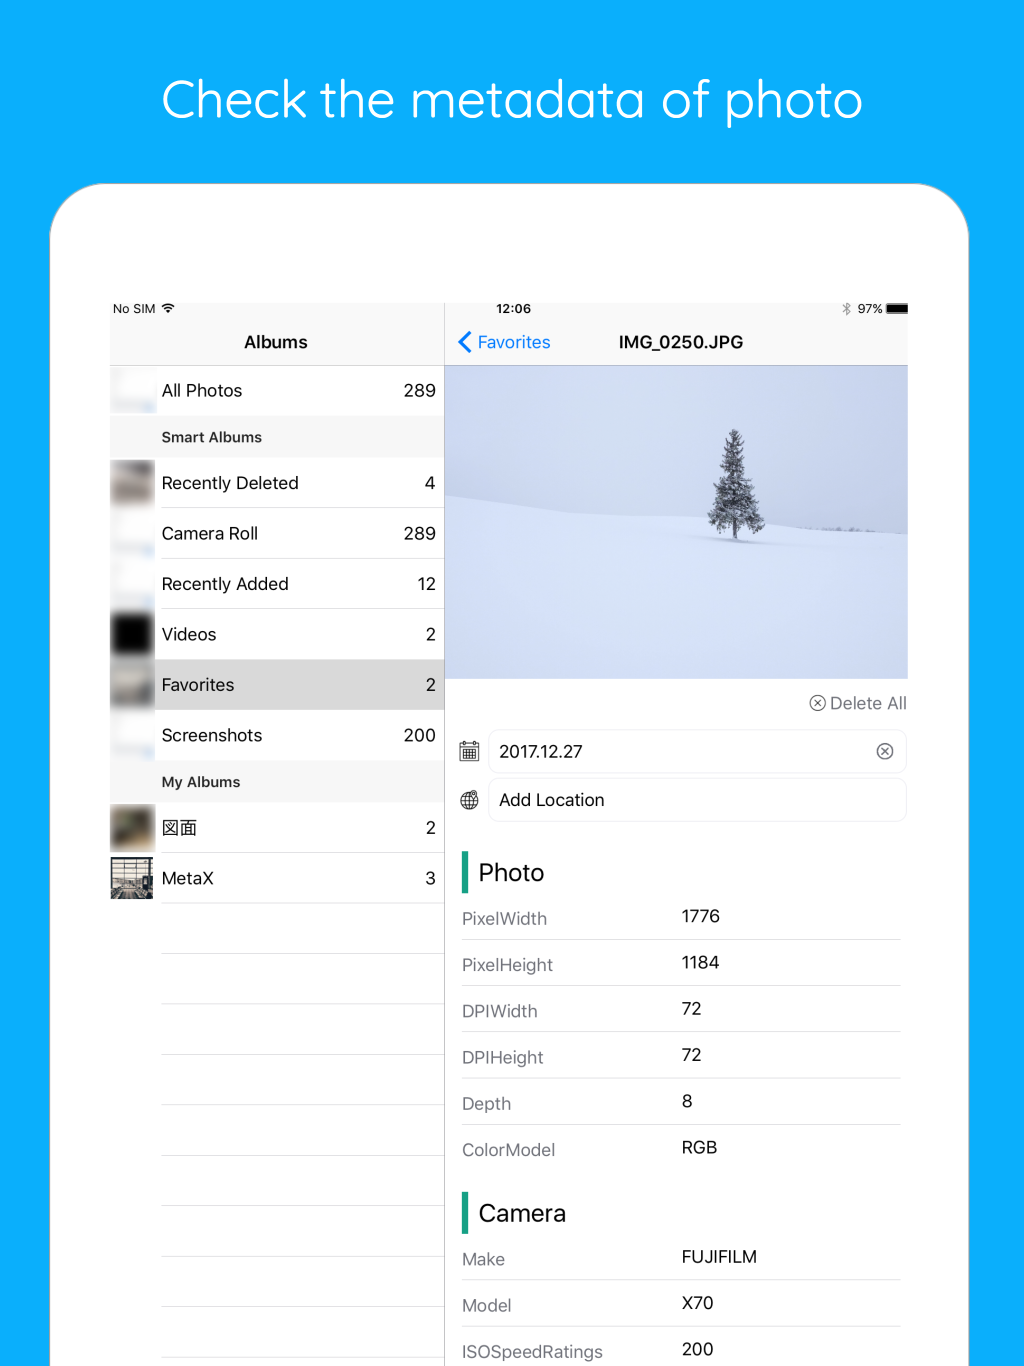 Check the metadata of photo
No SIM 12:06 97%
Albums
All Photos 289
Smart Albums
Recently Deleted 4
Camera Roll 289
Recently Added 12
Videos 2
Favorites 2
Screenshots 200
My Albums
図面 2
MetaX 3
Favorites IMG_0250.JPG
Delete All
2017.12.27
Add Location
Photo
PixelWidth 1776
PixelHeight 1184
DPIWidth 72
DPIHeight 72
Depth 8
ColorModel RGB
Camera
Make FUJIFILM
Model X70
ISOSpeedRatings 200